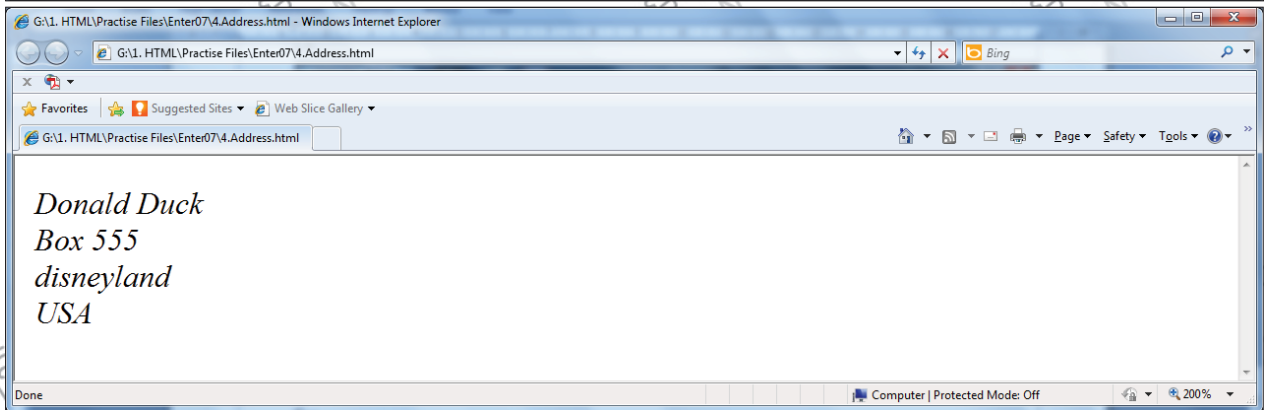 G:\1. HTML\Practise Files\Enter07\4.Address.html - Windows Internet Explorer
G:\1. HTML\Practise Files\Enter07\4.Address.html
Bing
x
Favorites Suggested Sites Web Slice Gallery
G:\1. HTML\Practise Files\Enter07\4.Address.html Page Safety Tools »
Donald Duck
Box 555
disneyland
USA
Done Computer | Protected Mode: Off 200%